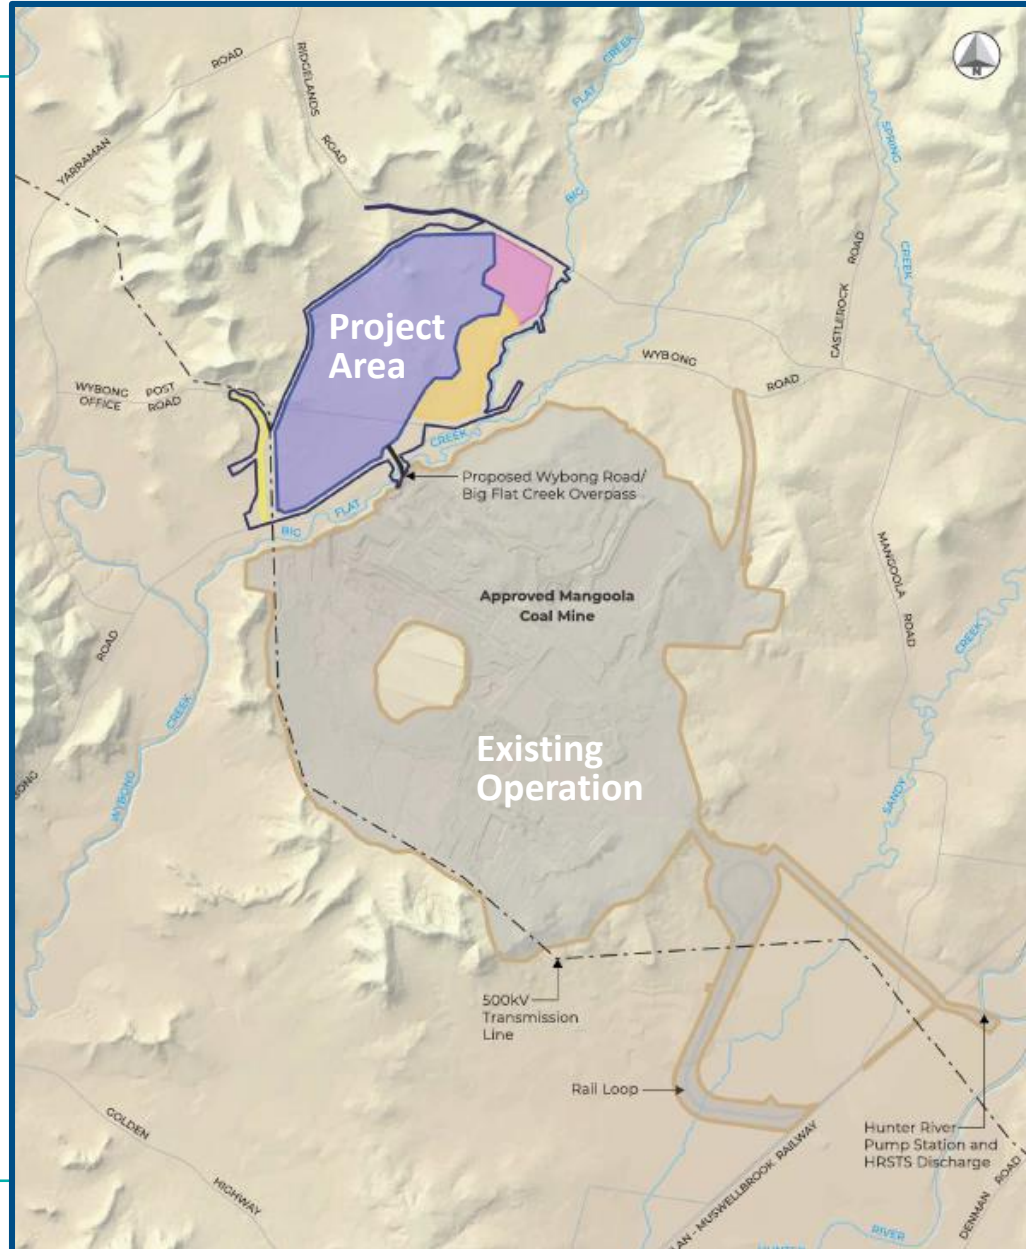 N
ROAD
RIDGELANDS
ROAD
YARRAMAN
CREEK
FLAT
BIG
SPRING
CREEK
ROAD
CASTLEROCK
Project
Area
WYBONG
ROAD
WYBONG POST
OFFICE ROAD
CREEK
Proposed Wybong Road/
Big Flat Creek Overpass
BIG
FLAT
Approved Mangoola
Coal Mine
MANGOOLA
ROAD
ROAD
CREEK
CREEK
Existing
Operation
WYBONG
SANDY
500kV
Transmission
Line
Rail Loop
Hunter River
Pump Station and
HRSTS Discharge
GOLDEN
HIGHWAY
MUSWELLBROOK RAILWAY
DENMAN ROAD
RIVER
HUNTER